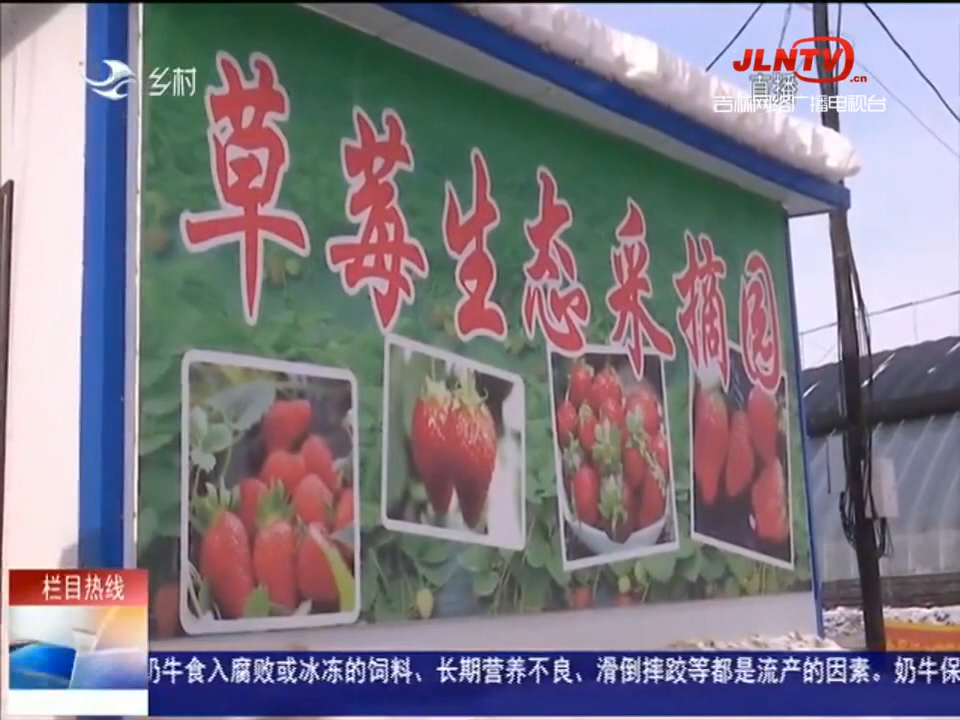 乡村
JLNTV.cn
直播
吉林网络广播电视台
草莓生态采摘园
栏目热线
奶牛食入腐败或冰冻的饲料、长期营养不良、滑倒摔跤等都是流产的因素。奶牛保